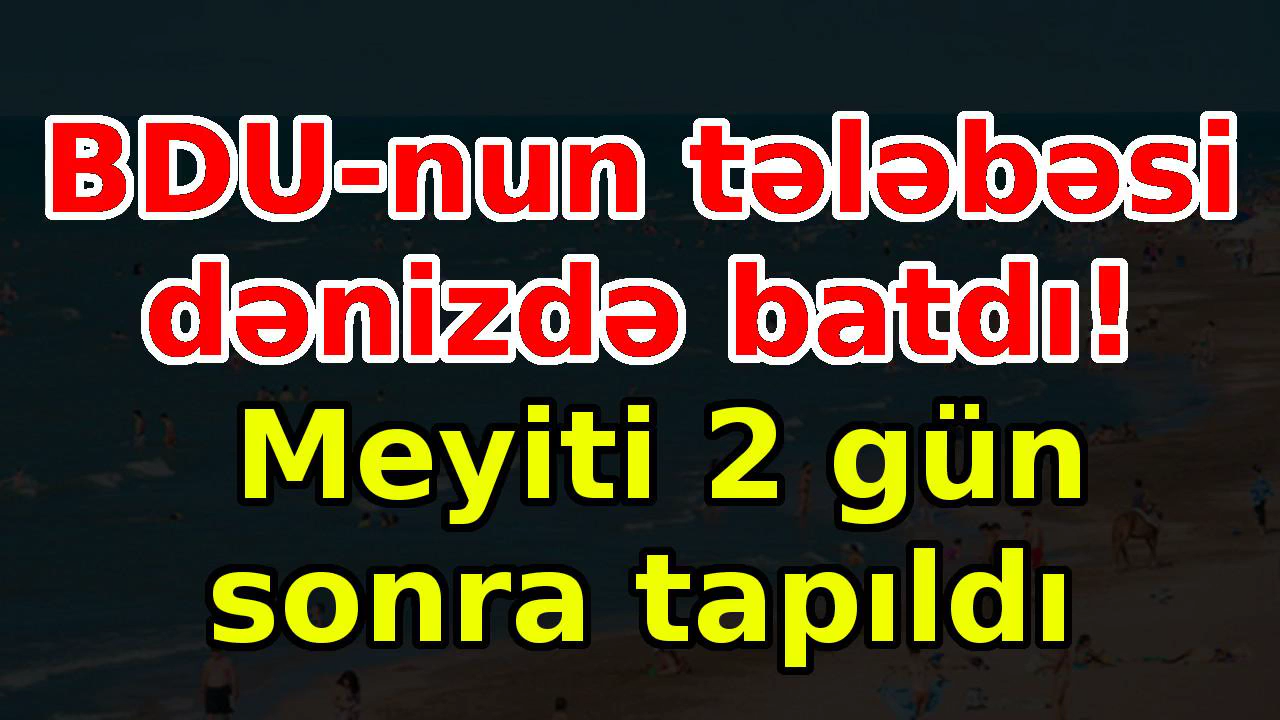 BDU-nun tələbəsi
dənizdə batdı!
Meyiti 2 gün
sonra tapıldı